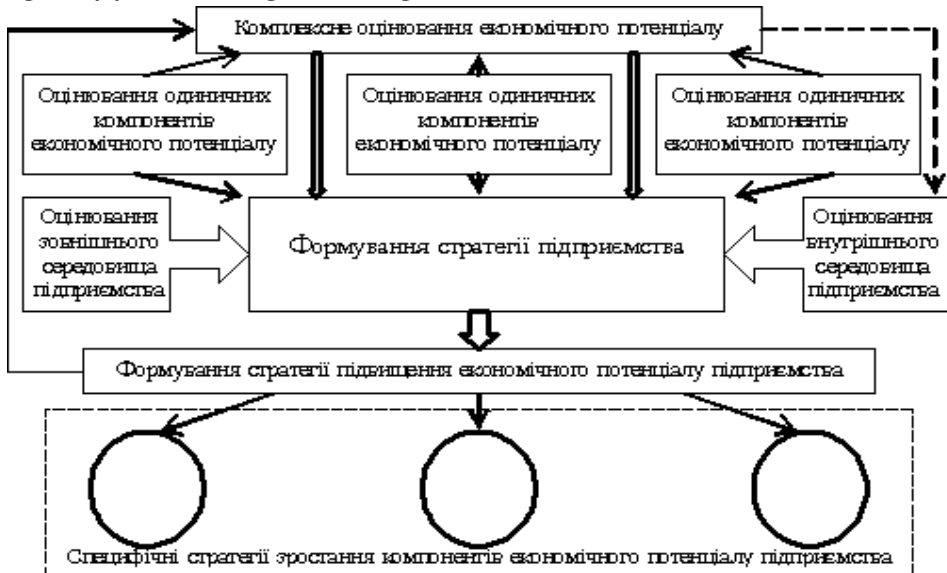 Комплексне оцінювання економічного потенціалу
Оцінювання одиничних
компонентів
економічного потенціалу
Оцінювання одиничних
компонентів
економічного потенціалу
Оцінювання одиничних
компонентів
економічного потенціалу
Оцінювання
зовнішнього
середовища
підприємства
Формування стратегії підприємства
Оцінювання
внутрішнього
середовища
підприємства
Формування стратегії підвищення економічного потенціалу підприємства
Специфічні стратегії зростання компонентів економічного потенціалу підприємства